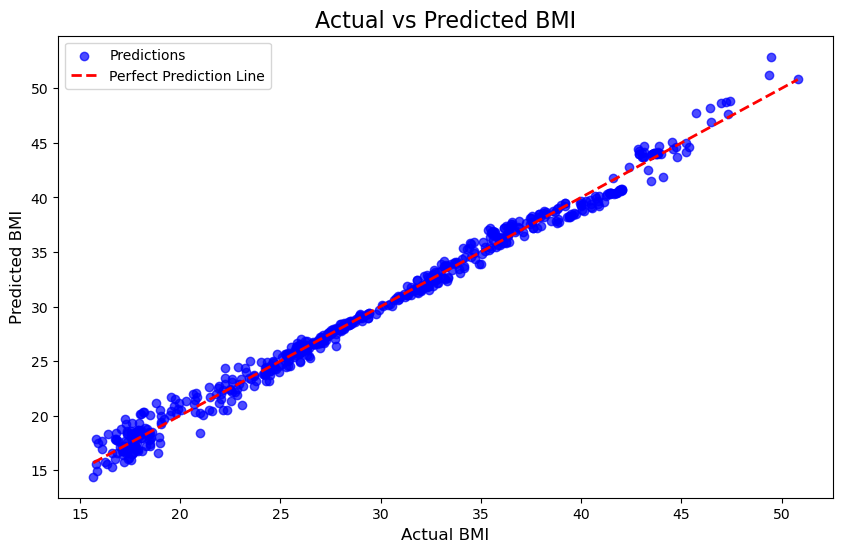 Actual vs Predicted BMI
Predictions
Perfect Prediction Line
Predicted BMI
50
45
40
35
30
25
20
15
15 20 25 30 35 40 45 50
Actual BMI